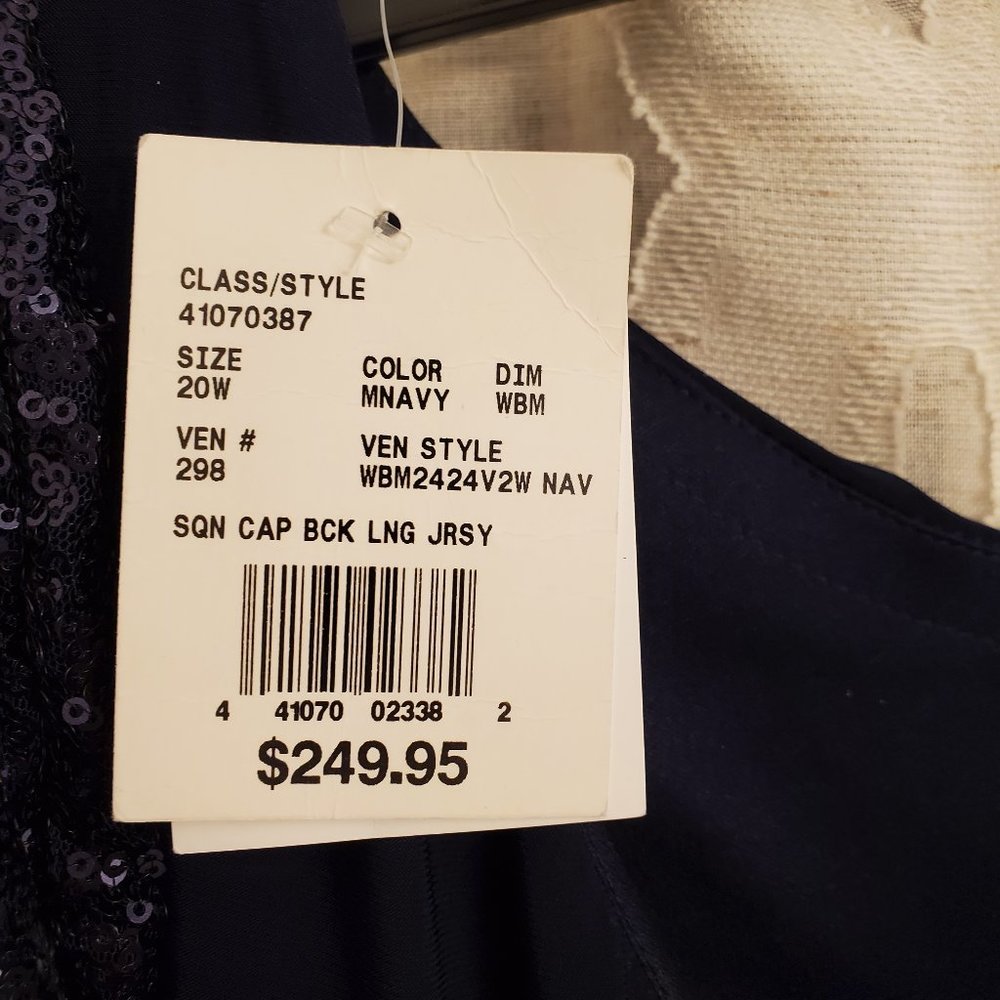 CLASS/STYLE
41070387
SIZE COLOR DIM
20W MNAVY WBM
VEN # VEN STYLE
298 WBM2424V2W NAV
SQN CAP BCK LNG JRSY
4 41070 02338 2
$249.95